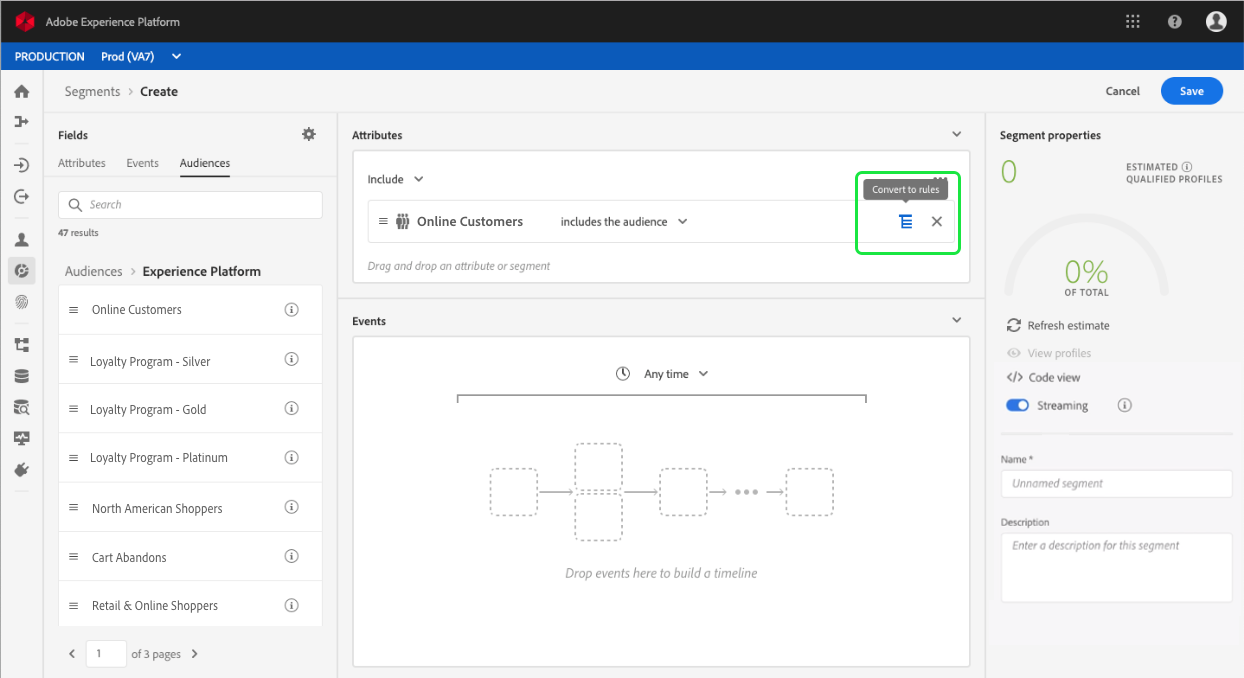 Adobe Experience Platform
PRODUCTION Prod (VA7)
Segments > Create
Cancel
Save
Fields
Attributes Events Audiences
Search
47 results
Audiences > Experience Platform
Online Customers
Loyalty Program - Silver
Loyalty Program - Gold
Loyalty Program - Platinum
North American Shoppers
Cart Abandons
Retail & Online Shoppers
1 of 3 pages
Attributes
Include
Convert to rules
Online Customers includes the audience
Drag and drop an attribute or segment
Events
Any time
Drop events here to build a timeline
Segment properties
0
ESTIMATED
QUALIFIED PROFILES
0%
OF TOTAL
Refresh estimate
View profiles
</> Code view
Streaming
Name *
Unnamed segment
Description
Enter a description for this segment